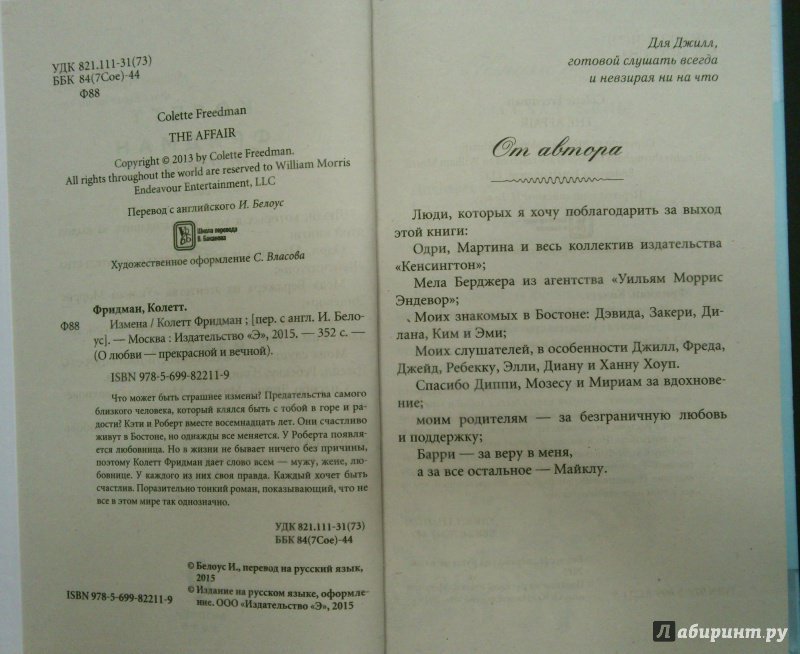 УДК 821.111-31(73)
ББК 84(7Сое)-44
Ф88
Colette Freedman
THE AFFAIR
Copyright © 2013 by Colette Freedman.
All rights throughout the world are reserved to William Morris
Endeavour Entertainment, LLC
Перевод с английского И. Белоус
Школа перевода
В. Баканова
Художественное оформление С. Власова
Фридман, Колетт.
Ф88 Измена / Колетт Фридман ; [пер. с англ. И. Бело-
ус]. — Москва : Издательство «Э», 2015. — 352 с. —
(О любви — прекрасной и вечной).
ISBN 978-5-699-82211-9
Что может быть страшнее измены? Предательства самого
близкого человека, который клялся быть с тобой в горе и ра-
дости? Кэти и Роберт вместе восемнадцать лет. Они счастливо
живут в Бостоне, но однажды все меняется. У Роберта появля-
ется любовница. Но в жизни не бывает ничего без причины,
поэтому Колетт Фридман дает слово всем — мужу, жене, лю-
бовнице. У каждого из них своя правда. Каждый хочет быть
счастлив. Поразительно тонкий роман, показывающий, что не
все в этом мире так однозначно.
УДК 821.111-31(73)
ББК 84(7Сое)-44
© Белоус И., перевод на русский язык,
2015
© Издание на русском языке, оформле-
ние. ООО «Издательство «Э», 2015
ISBN 978-5-699-82211-9
Для Джилл,
готовой слушать всегда
и невзирая ни на что
От автора
Люди, которых я хочу поблагодарить за выход
этой книги:
Одри, Мартина и весь коллектив издательства
«Кенсингтон»;
Мела Берджера из агентства «Уильям Моррис
Эндевор»;
Моих знакомых в Бостоне: Дэвида, Закери, Ди-
лана, Ким и Эми;
Моих слушателей, в особенности Джилл, Фреда,
Джейд, Ребекку, Элли, Диану и Ханну Хоуп.
Спасибо Диппи, Мозесу и Мириам за вдохнове-
ние;
моим родителям — за безграничную любовь
и поддержку;
Барри — за веру в меня,
а за все остальное — Майклу.
Лабиринт.ру